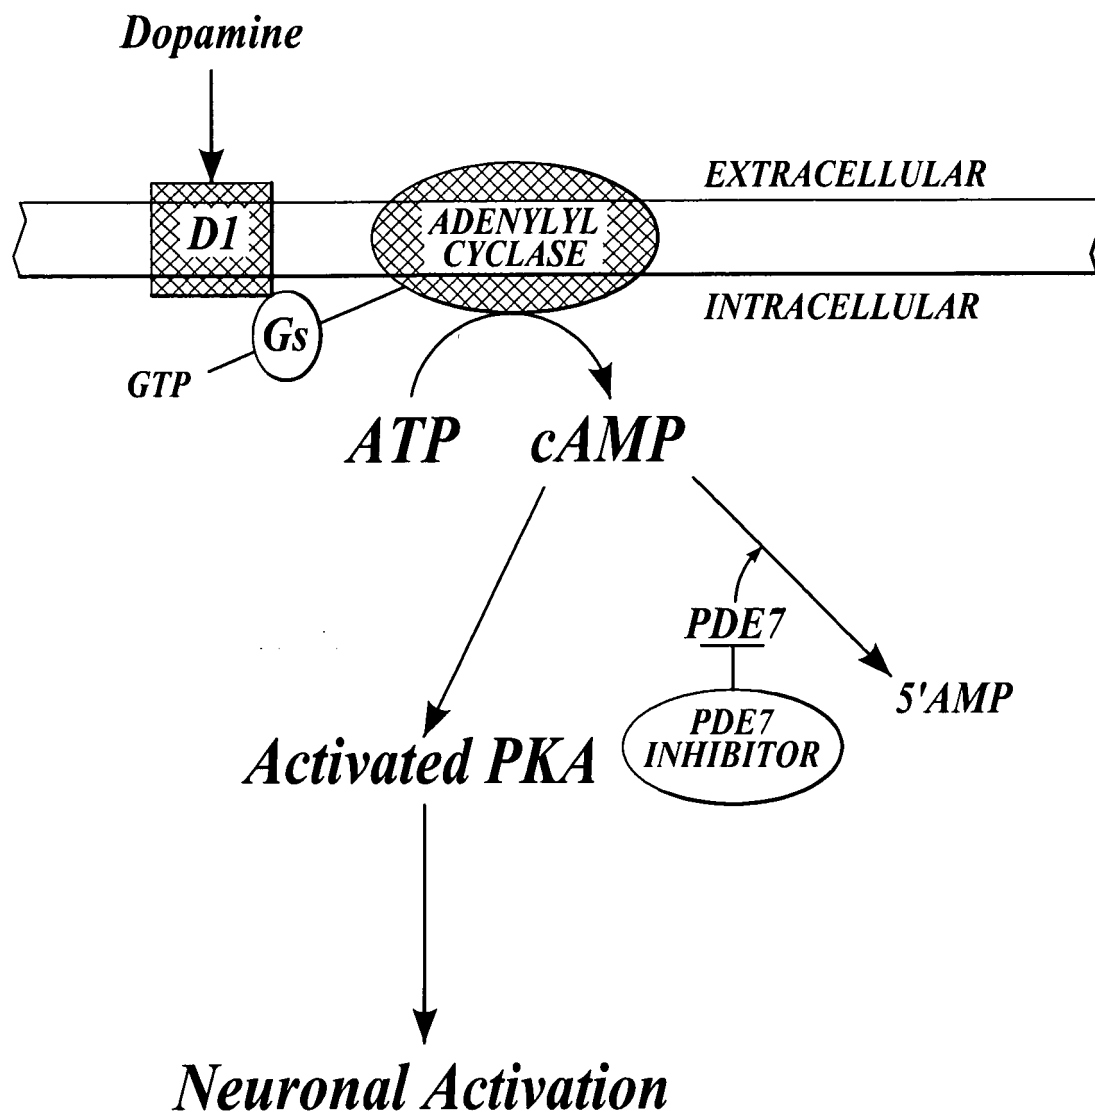 Dopamine
EXTRACELLULAR
D1
ADENYLYL
CYCLASE
INTRACELLULAR
Gs
GTP
ATP
cAMP
PDE7
5'AMP
PDE7
INHIBITOR
Activated PKA
Neuronal Activation